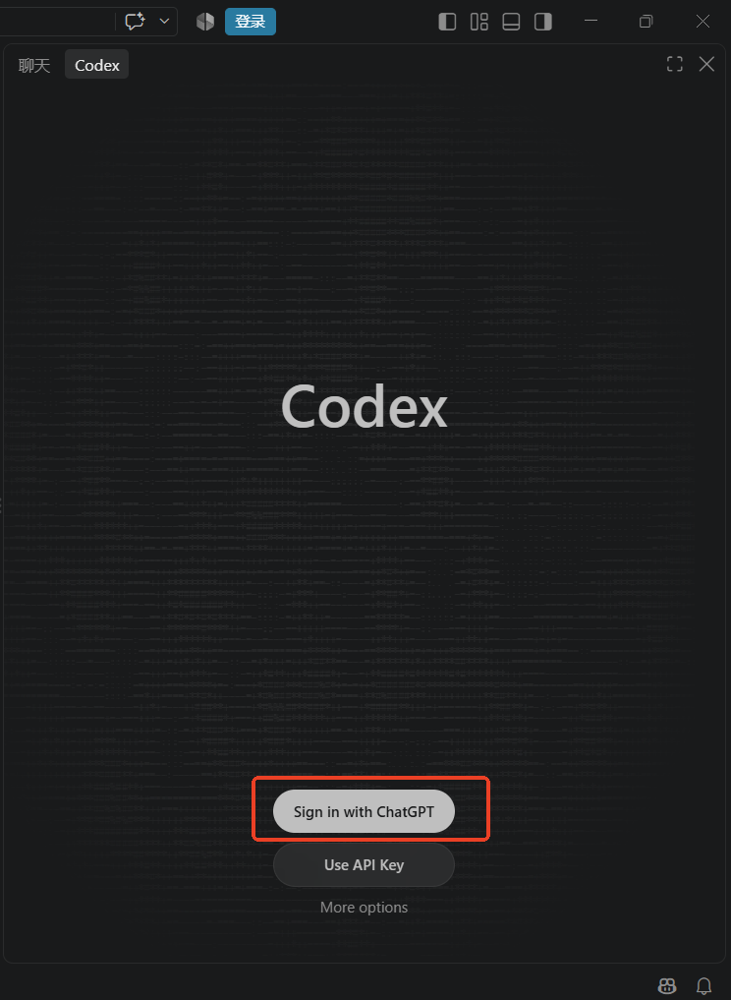 登录
聊天 Codex
Codex
Sign in with ChatGPT
Use API Key
More options